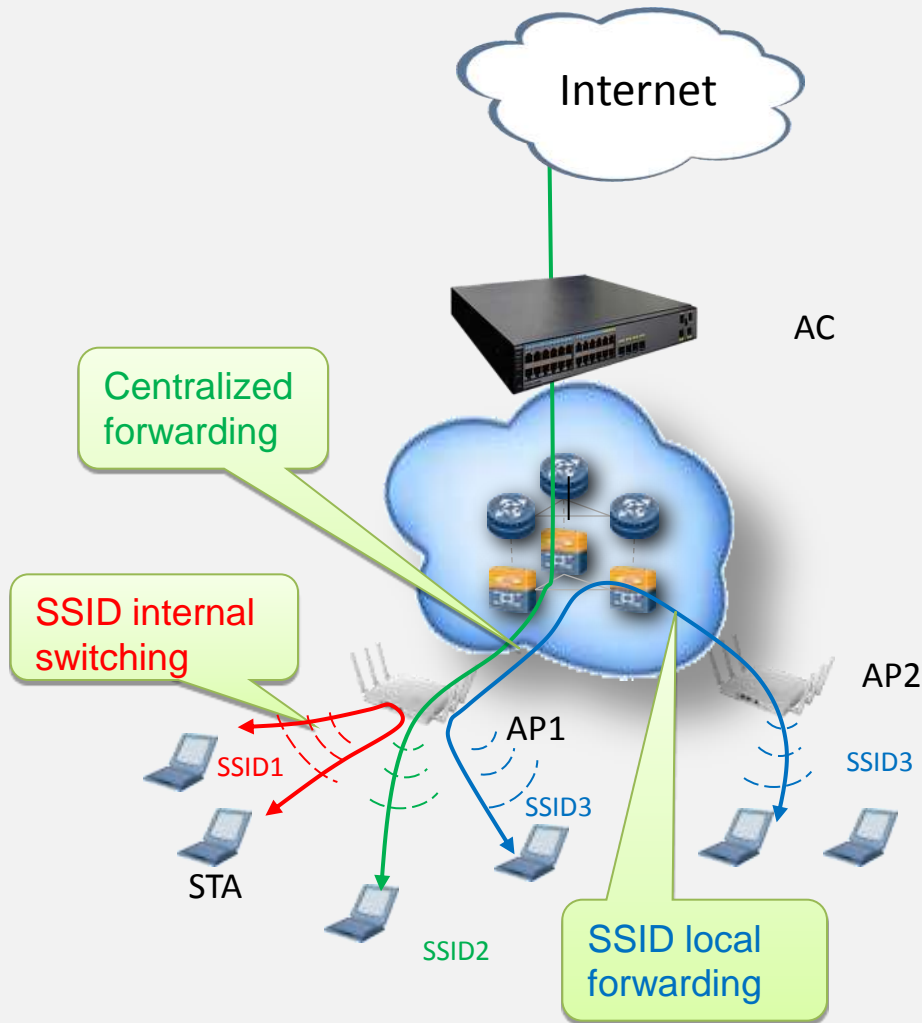 Internet
AC
Centralized
forwarding
SSID internal
switching
AP2
AP1
SSID1
SSID3
SSID3
STA
SSID2
SSID local
forwarding